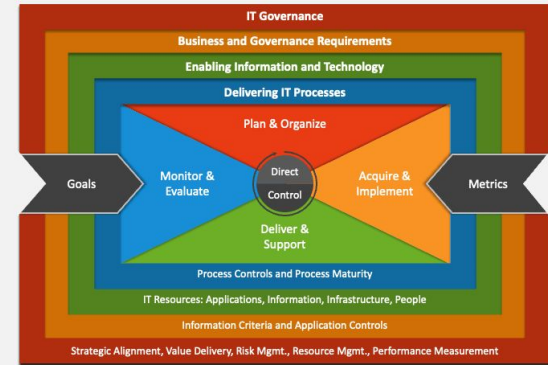 IT Governance
Business and Governance Requirements
Enabling Information and Technology
Delivering IT Processes
Plan & Organize
Goals
Monitor &
Evaluate
Direct
Control
Acquire &
Implement
Metrics
Deliver &
Support
Process Controls and Process Maturity
IT Resources: Applications, Information, Infrastructure, People
Information Criteria and Application Controls
Strategic Alignment, Value Delivery, Risk Mgmt., Resource Mgmt., Performance Measurement